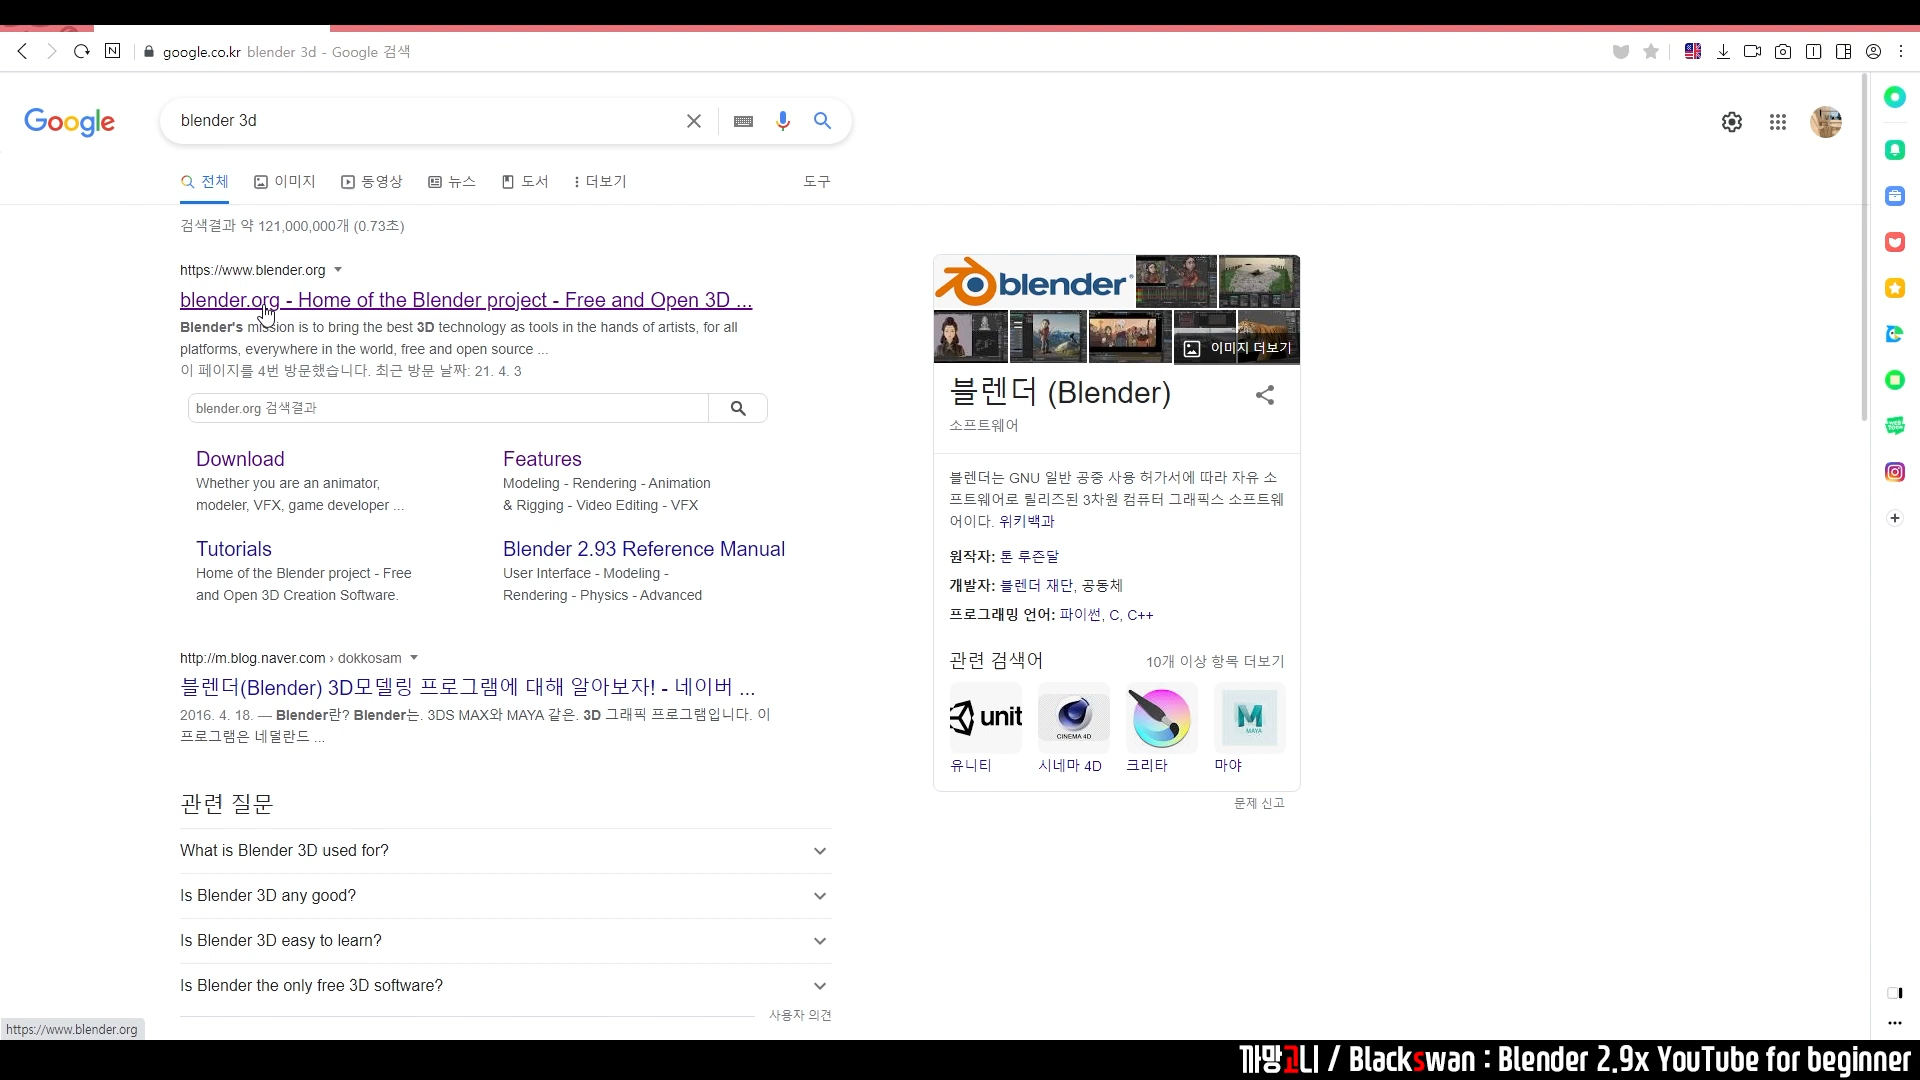 google.co.kr blender 3d - Google 검색
Google
blender 3d
전체 이미지 동영상 뉴스 도서 더보기 도구
검색결과 약 121,000,000개 (0.73초)
https://www.blender.org
blender.org - Home of the Blender project - Free and Open 3D ...
Blender's mission is to bring the best 3D technology as tools in the hands of artists, for all
platforms, everywhere in the world, free and open source ...
이 페이지를 4번 방문했습니다. 최근 방문 날짜: 21. 4. 3
blender.org 검색결과
Download
Whether you are an animator,
modeler, VFX, game developer ...
Features
Modeling - Rendering - Animation
& Rigging - Video Editing - VFX
Tutorials
Home of the Blender project - Free
and Open 3D Creation Software.
Blender 2.93 Reference Manual
User Interface - Modeling -
Rendering - Physics - Advanced
http://m.blog.naver.com › dokkosam
블렌더(Blender) 3D모델링 프로그램에 대해 알아보자! - 네이버 ...
2016. 4. 18. — Blender란? Blender는. 3DS MAX와 MAYA 같은. 3D 그래픽 프로그램입니다. 이
프로그램은 네덜란드 ...
관련 질문
What is Blender 3D used for?
Is Blender 3D any good?
Is Blender 3D easy to learn?
Is Blender the only free 3D software?
사용자 의견
blender
이미지 더보기
블렌더 (Blender)
소프트웨어
블렌더는 GNU 일반 공중 사용 허가서에 따라 자유 소
프트웨어로 릴리즈된 3차원 컴퓨터 그래픽스 소프트웨
어이다. 위키백과
원작자: 톤 루즌달
개발자: 블렌더 재단, 공동체
프로그래밍 언어: 파이썬, C, C++
관련 검색어 10개 이상 항목 더보기
unit
CINEMA 4D
M
MAYA
유니티 시네마 4D 크리타 마야
문제 신고
https://www.blender.org
까망고니 / Blackswan : Blender 2.9x YouTube for beginner